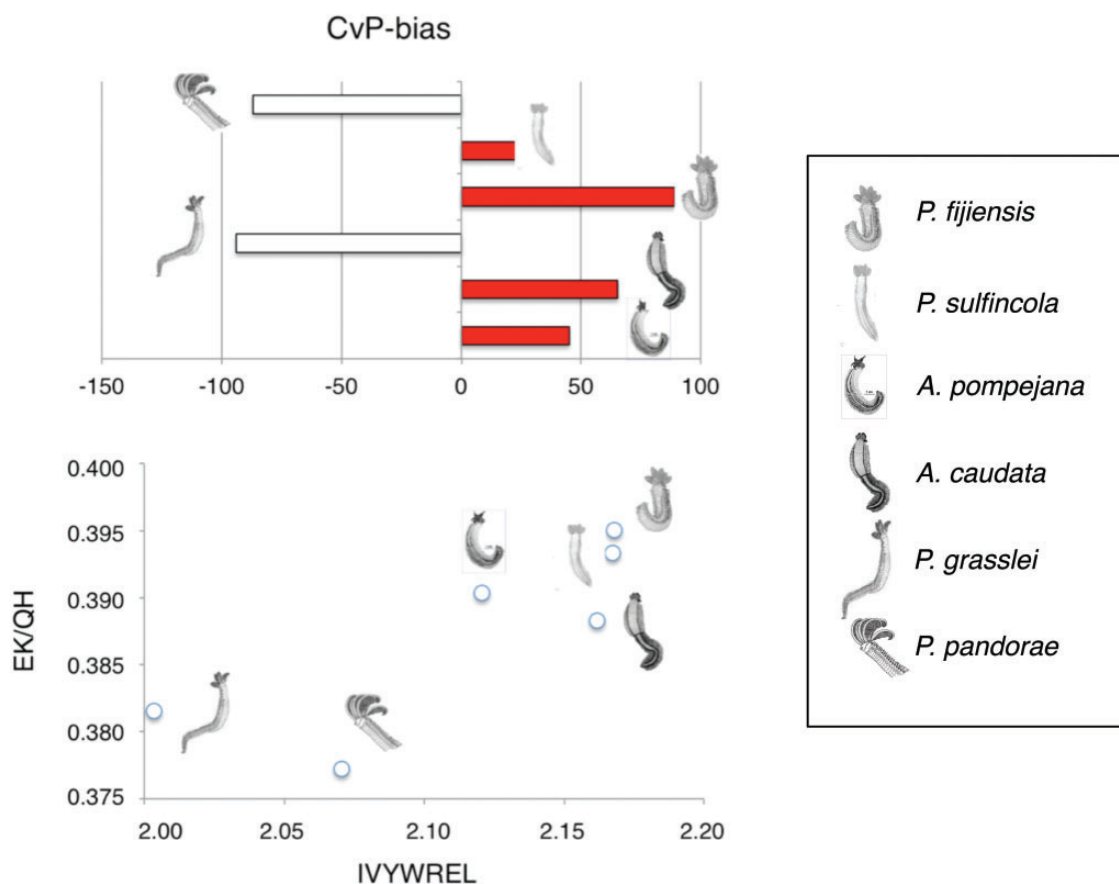 CvP-bias
-150 -100 -50 0 50 100
0.400
0.395
0.390
0.385
0.380
0.375
EK/QH
2.00 2.05 2.10 2.15 2.20
IVYWREL
P. fijiensis
P. sulfincola
A. pompejana
A. caudata
P. grasslei
P. pandorae